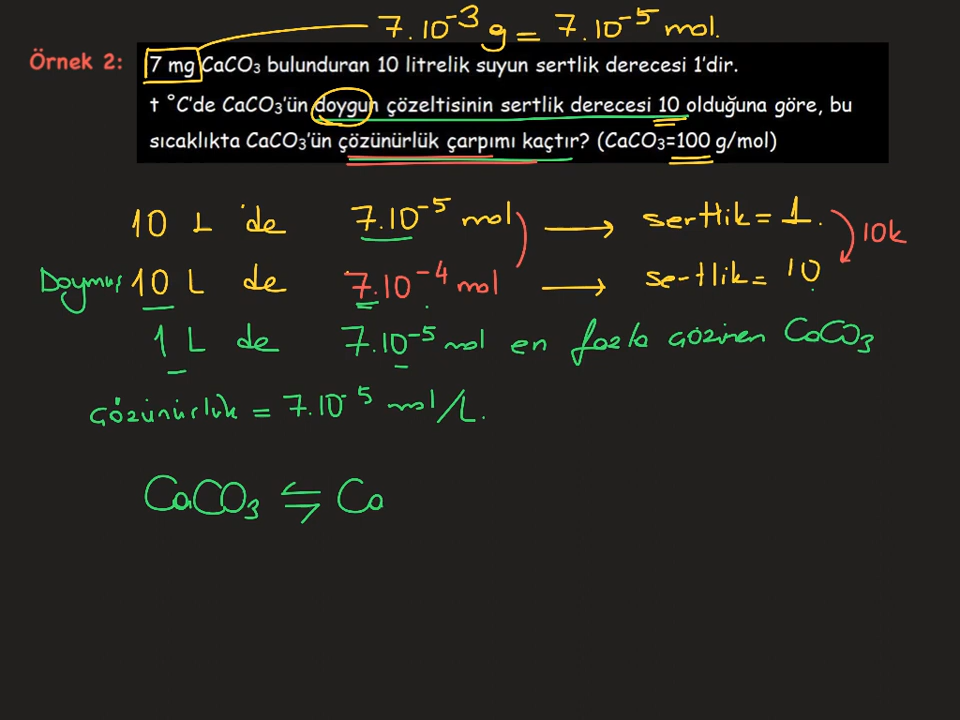 7.10⁻³ g = 7.10⁻⁵ mol.
Örnek 2:
7 mg CaCO₃ bulunduran 10 litrelik suyun sertlik derecesi 1'dir.
t °C'de CaCO₃'ün doygun çözeltisinin sertlik derecesi 10 olduğuna göre, bu
sıcaklıkta CaCO₃'ün çözünürlük çarpımı kaçtır? (CaCO₃=100 g/mol)
10 L de 7.10⁻⁵ mol → sertlik = 1. 10k
Doymuş 10 L de 7.10⁻⁴ mol → sertlik = 10
1 L de 7.10⁻⁵ mol en fazla çözünen CaCO₃
Çözünürlük = 7.10⁻⁵ mol/L.
CaCO₃ ⇆ Ca